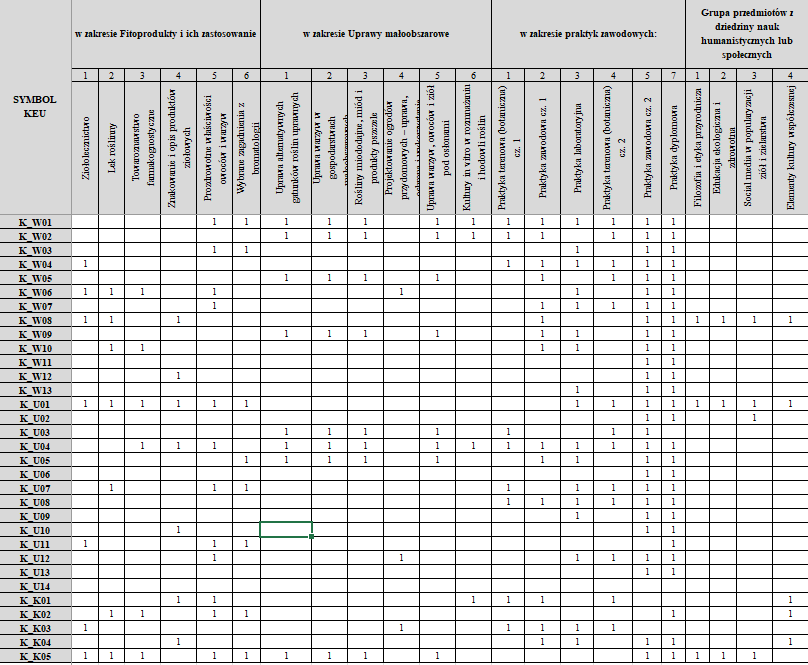 SYMBOL KEU
w zakresie Fitoprodukty i ich zastosowanie
w zakresie Uprawy małoobszarowe
w zakresie praktyk zawodowych:
Grupa przedmiotów z dziedziny nauk humanistycznych lub społecznych
1 2 3 4 5 6 1 2 3 4 5 6 1 2 3 4 5 7 1 2 3 4
Ziołolecznictwo
Lek roślinny
Towaroznawstwo farmakognostyczne
Znakowanie i opis produktów ziołowych
Prozdrowotne właściwości owoców i warzyw
Wybrane zagadnienia z bromatologii
Uprawa alternatywnych gatunków roślin uprawnych
Uprawa warzyw w gospodarstwach
Rośliny miododajne, miód i produkty pszczele
Projektowanie ogrodów przydomowych – uprawa,
Uprawa warzyw, owoców i ziół pod osłonami
Kultury in vitro w rozmnażaniu i hodowli roślin
Praktyka terenowa (botaniczna) cz. 1
Praktyka zawodowa cz. 1
Praktyka laboratoryjna
Praktyka terenowa (botaniczna) cz. 2
Praktyka zawodowa cz. 2
Praktyka dyplomowa
Filozofia i etyka przyrodnicza
Edukacja ekologiczna i zdrowotna
Social media w popularyzacji ziół i zielarstwa
Elementy kultury współczesnej
K_W01 1 1 1 1 1 1 1 1 1 1 1 1 1
K_W02 1 1 1 1 1 1 1 1 1 1
K_W03 1 1 1 1 1
K_W04 1 1 1 1 1 1 1
K_W05 1 1 1 1 1 1 1 1
K_W06 1 1 1 1 1 1 1 1
K_W07 1 1 1 1 1 1
K_W08 1 1 1 1 1 1 1 1 1 1
K_W09 1 1 1 1 1 1 1 1
K_W10 1 1 1 1 1 1
K_W11 1 1
K_W12 1 1 1
K_W13 1 1 1
K_U01 1 1 1 1 1 1 1 1 1 1 1 1 1 1
K_U02 1 1 1
K_U03 1 1 1 1 1 1 1
K_U04 1 1 1 1 1 1 1 1 1 1 1 1 1 1
K_U05 1 1 1 1 1 1 1 1 1
K_U06 1 1
K_U07 1 1 1 1 1 1 1 1
K_U08 1 1 1 1 1 1
K_U09 1 1 1
K_U10 1 1 1
K_U11 1 1 1 1
K_U12 1 1 1 1 1 1
K_U13 1 1
K_U14
K_K01 1 1 1 1 1 1 1
K_K02 1 1 1 1 1 1
K_K03 1 1 1 1 1 1
K_K04 1 1 1 1 1 1
K_K05 1 1 1 1 1 1 1 1 1 1 1 1 1 1